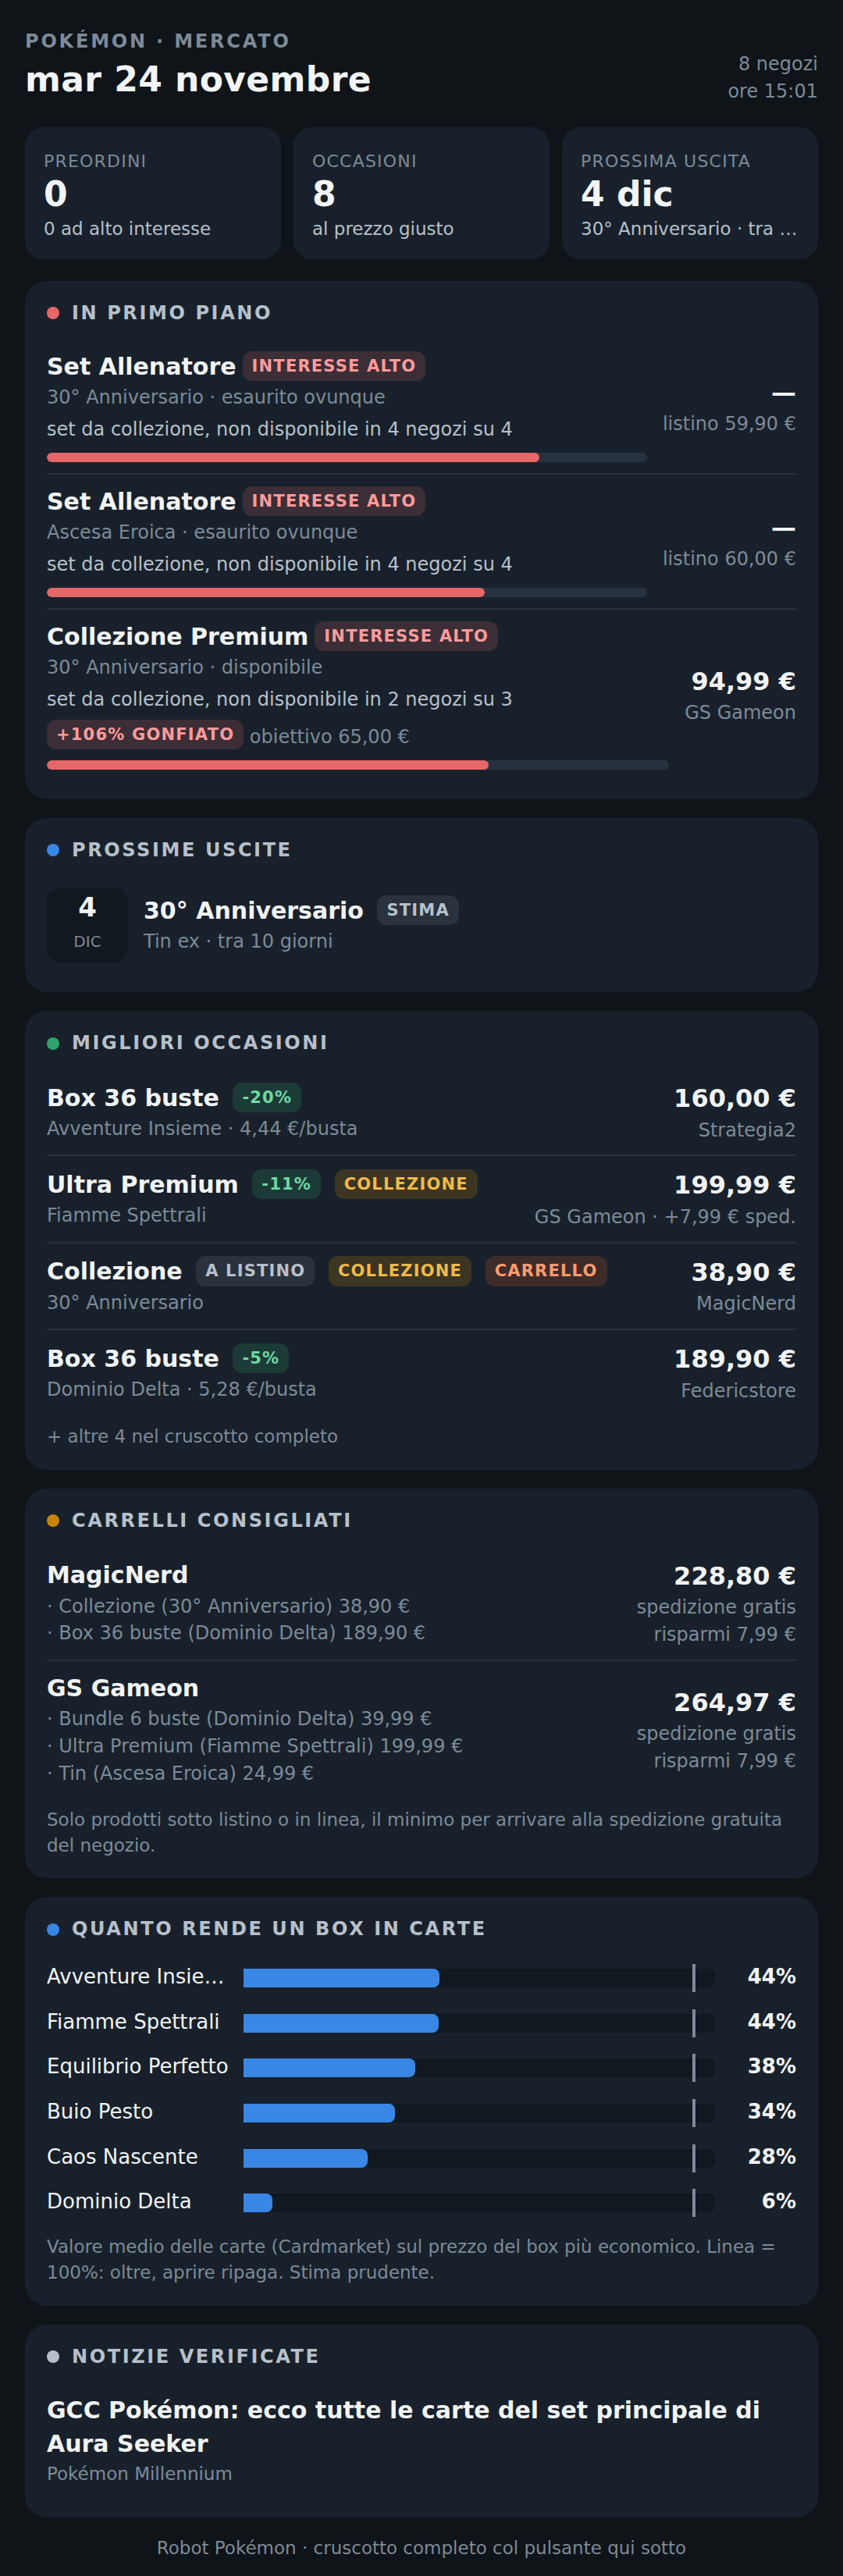 POKÉMON · MERCATO
mar 24 novembre
8 negozi
ore 15:01
PREORDINI
0
0 ad alto interesse
OCCASIONI
8
al prezzo giusto
PROSSIMA USCITA
4 dic
30° Anniversario · tra …
IN PRIMO PIANO
Set Allenatore INTERESSE ALTO
30° Anniversario · esaurito ovunque
set da collezione, non disponibile in 4 negozi su 4
—
listino 59,90 €
Set Allenatore INTERESSE ALTO
Ascesa Eroica · esaurito ovunque
set da collezione, non disponibile in 4 negozi su 4
—
listino 60,00 €
Collezione Premium INTERESSE ALTO
30° Anniversario · disponibile
set da collezione, non disponibile in 2 negozi su 3
+106% GONFIATO obiettivo 65,00 €
94,99 €
GS Gameon
PROSSIME USCITE
4
DIC
30° Anniversario STIMA
Tin ex · tra 10 giorni
MIGLIORI OCCASIONI
Box 36 buste -20%
Avventure Insieme · 4,44 €/busta
160,00 €
Strategia2
Ultra Premium -11% COLLEZIONE
Fiamme Spettrali
199,99 €
GS Gameon · +7,99 € sped.
Collezione A LISTINO COLLEZIONE CARRELLO
30° Anniversario
38,90 €
MagicNerd
Box 36 buste -5%
Dominio Delta · 5,28 €/busta
189,90 €
Federicstore
+ altre 4 nel cruscotto completo
CARRELLI CONSIGLIATI
MagicNerd
· Collezione (30° Anniversario) 38,90 €
· Box 36 buste (Dominio Delta) 189,90 €
228,80 €
spedizione gratis
risparmi 7,99 €
GS Gameon
· Bundle 6 buste (Dominio Delta) 39,99 €
· Ultra Premium (Fiamme Spettrali) 199,99 €
· Tin (Ascesa Eroica) 24,99 €
264,97 €
spedizione gratis
risparmi 7,99 €
Solo prodotti sotto listino o in linea, il minimo per arrivare alla spedizione gratuita
del negozio.
QUANTO RENDE UN BOX IN CARTE
Avventure Insie… 44%
Fiamme Spettrali 44%
Equilibrio Perfetto 38%
Buio Pesto 34%
Caos Nascente 28%
Dominio Delta 6%
Valore medio delle carte (Cardmarket) sul prezzo del box più economico. Linea =
100%: oltre, aprire ripaga. Stima prudente.
NOTIZIE VERIFICATE
GCC Pokémon: ecco tutte le carte del set principale di
Aura Seeker
Pokémon Millennium
Robot Pokémon · cruscotto completo col pulsante qui sotto